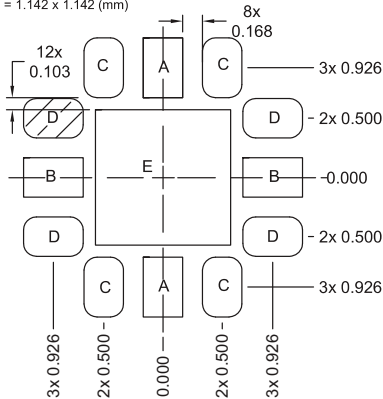 = 1.142 x 1.142 (mm)
8x
0.168
12x
0.103
C
A
C
3x 0.926
D
D
2x 0.500
E
B
B
0.000
D
D
2x 0.500
C
A
C
3x 0.926
3x 0.926
2x 0.500
0.000
2x 0.500
3x 0.926